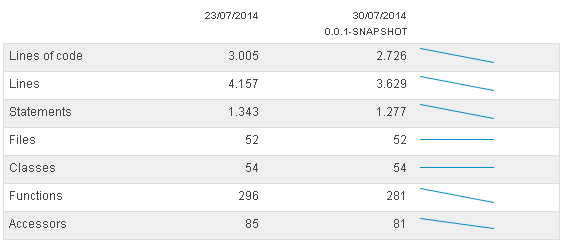 23/07/2014 30/07/2014
0.0.1-SNAPSHOT
Lines of code 3.005 2.726
Lines 4.157 3.629
Statements 1.343 1.277
Files 52 52
Classes 54 54
Functions 296 281
Accessors 85 81